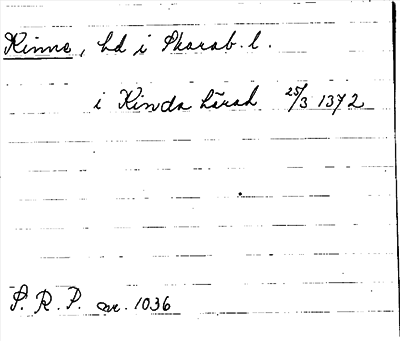 Kinne, hd i Skarab. l.
i Kinda härad 25/3 1372
S. R. P. nr. 1036